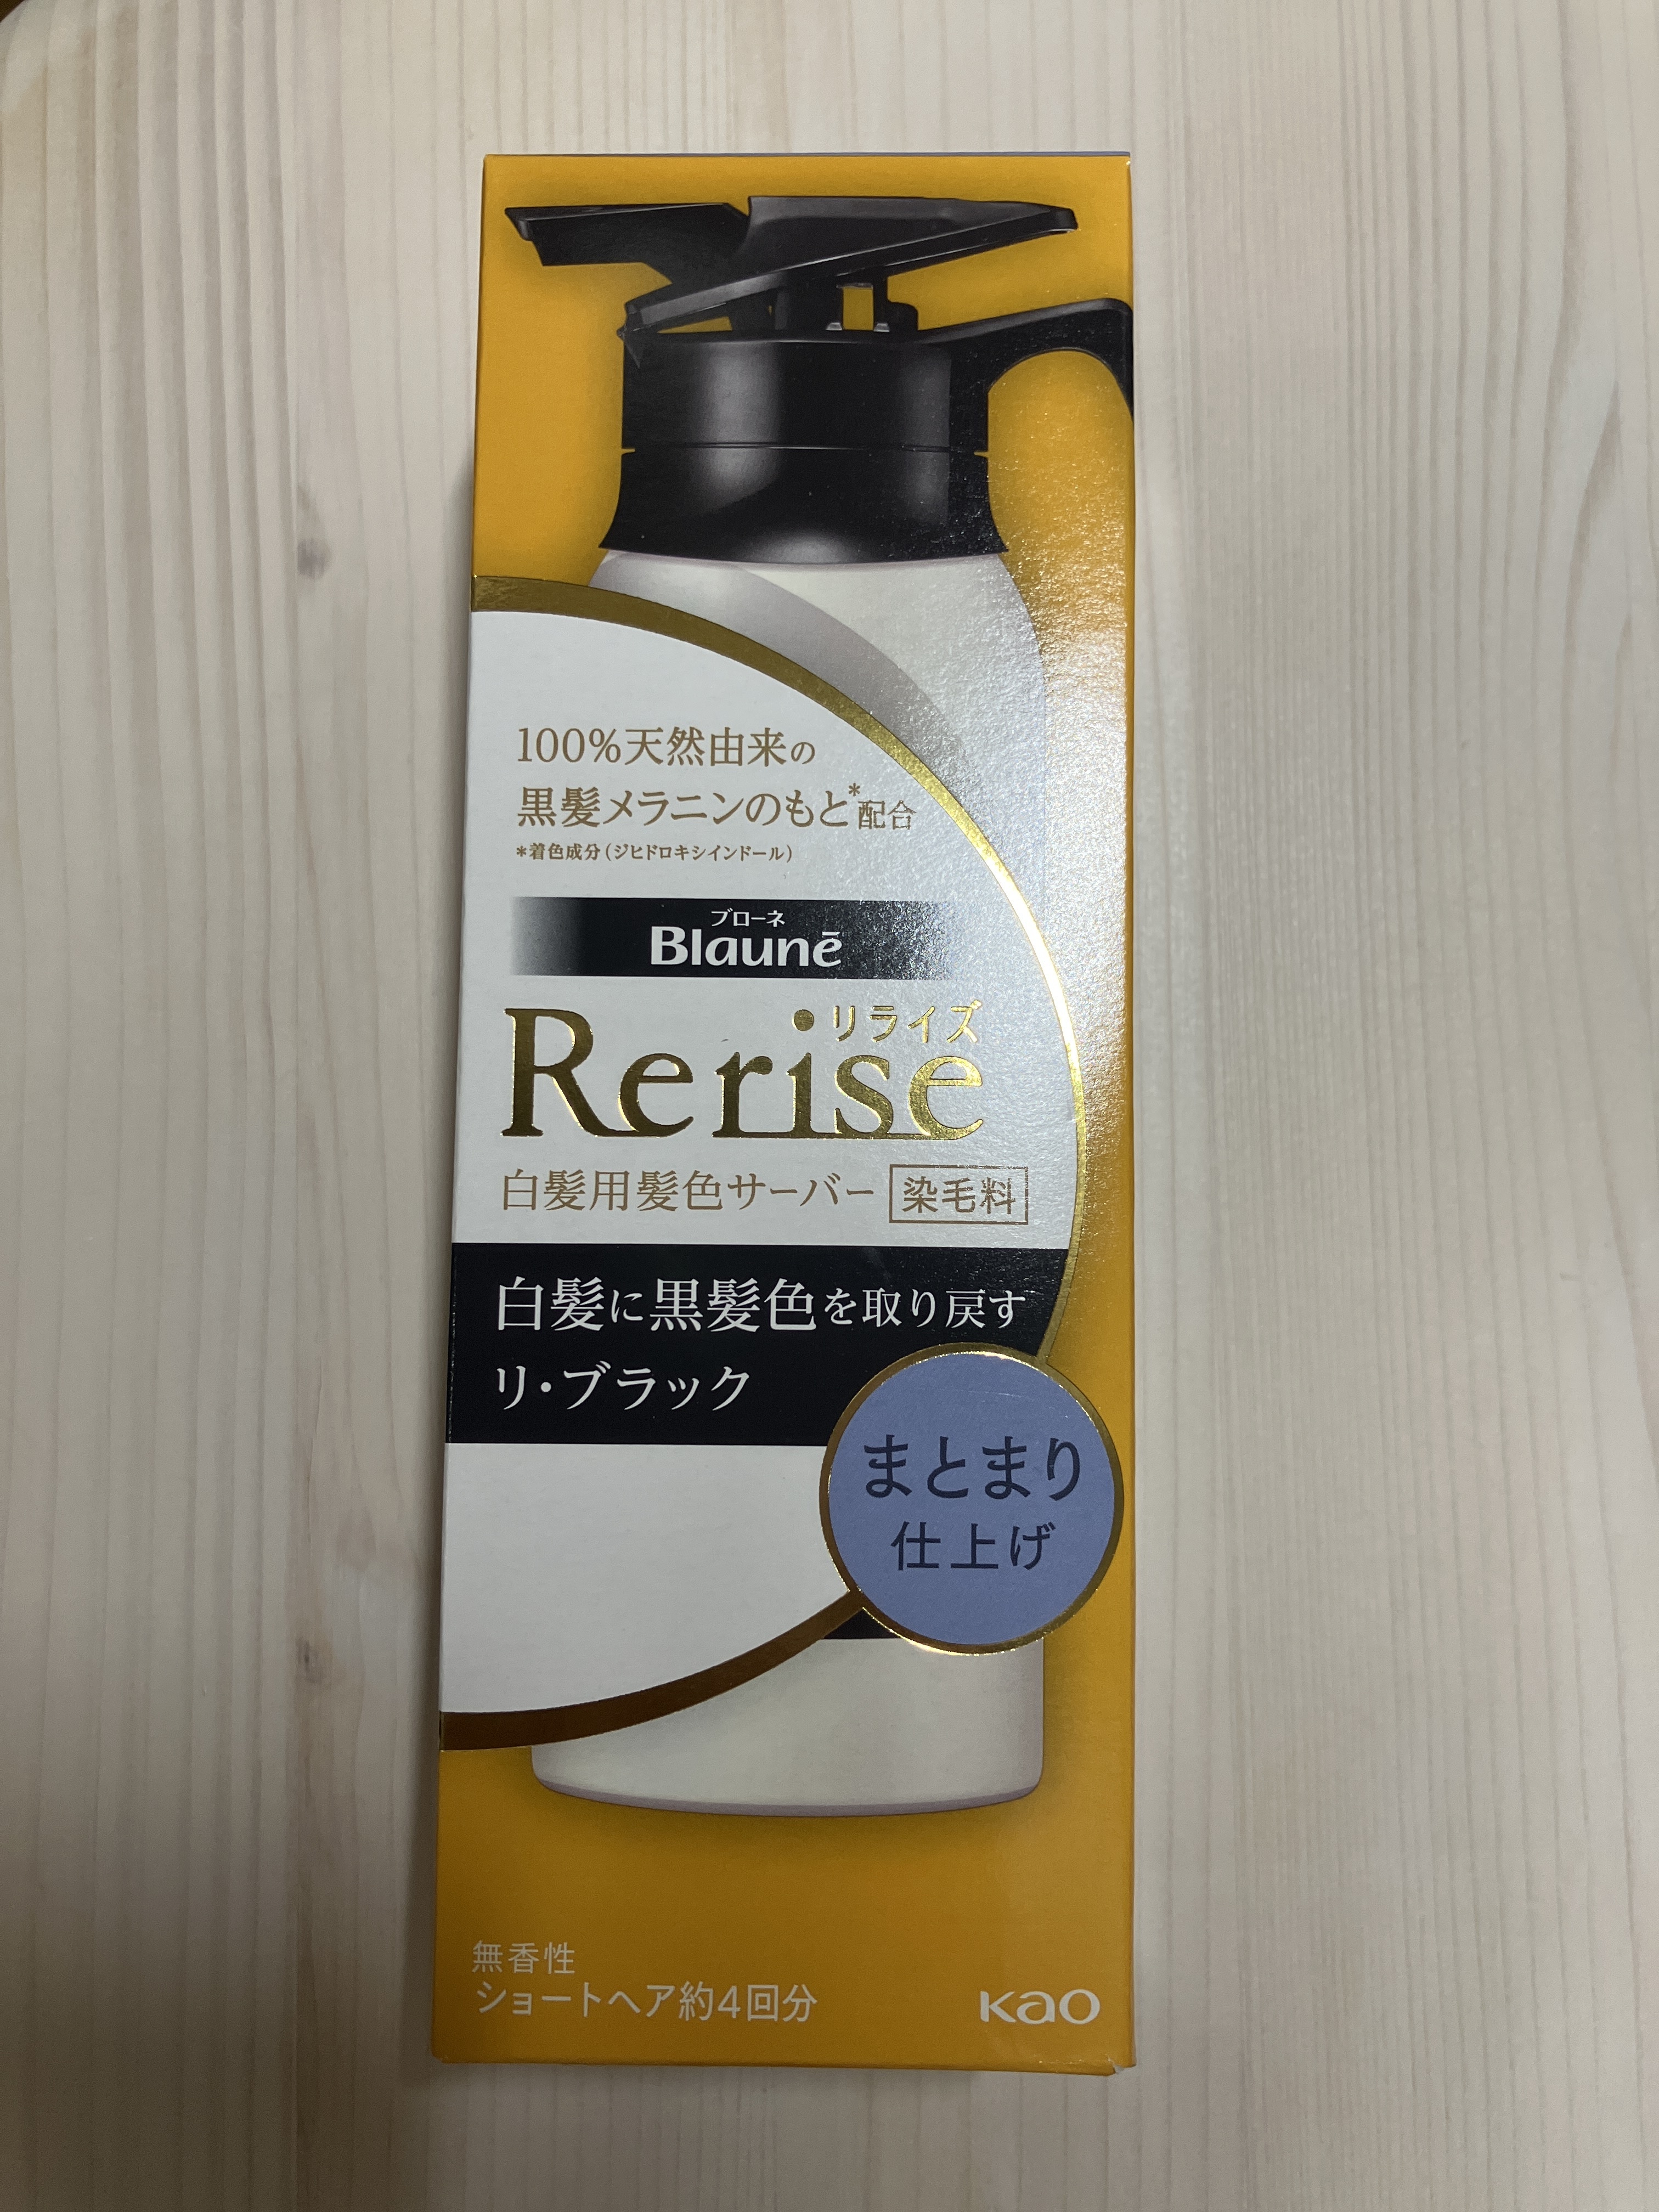 100%天然由来の
黒髪メラニンのもと*配合
*着色成分(ジヒドロキシインドール)
ブローネ
Blaunē
リライズ
Rerise
白髪用髪色サーバー 染毛料
白髪に黒髪色を取り戻す
リ・ブラック
まとまり
仕上げ
無香性
ショートヘア約4回分
Kao